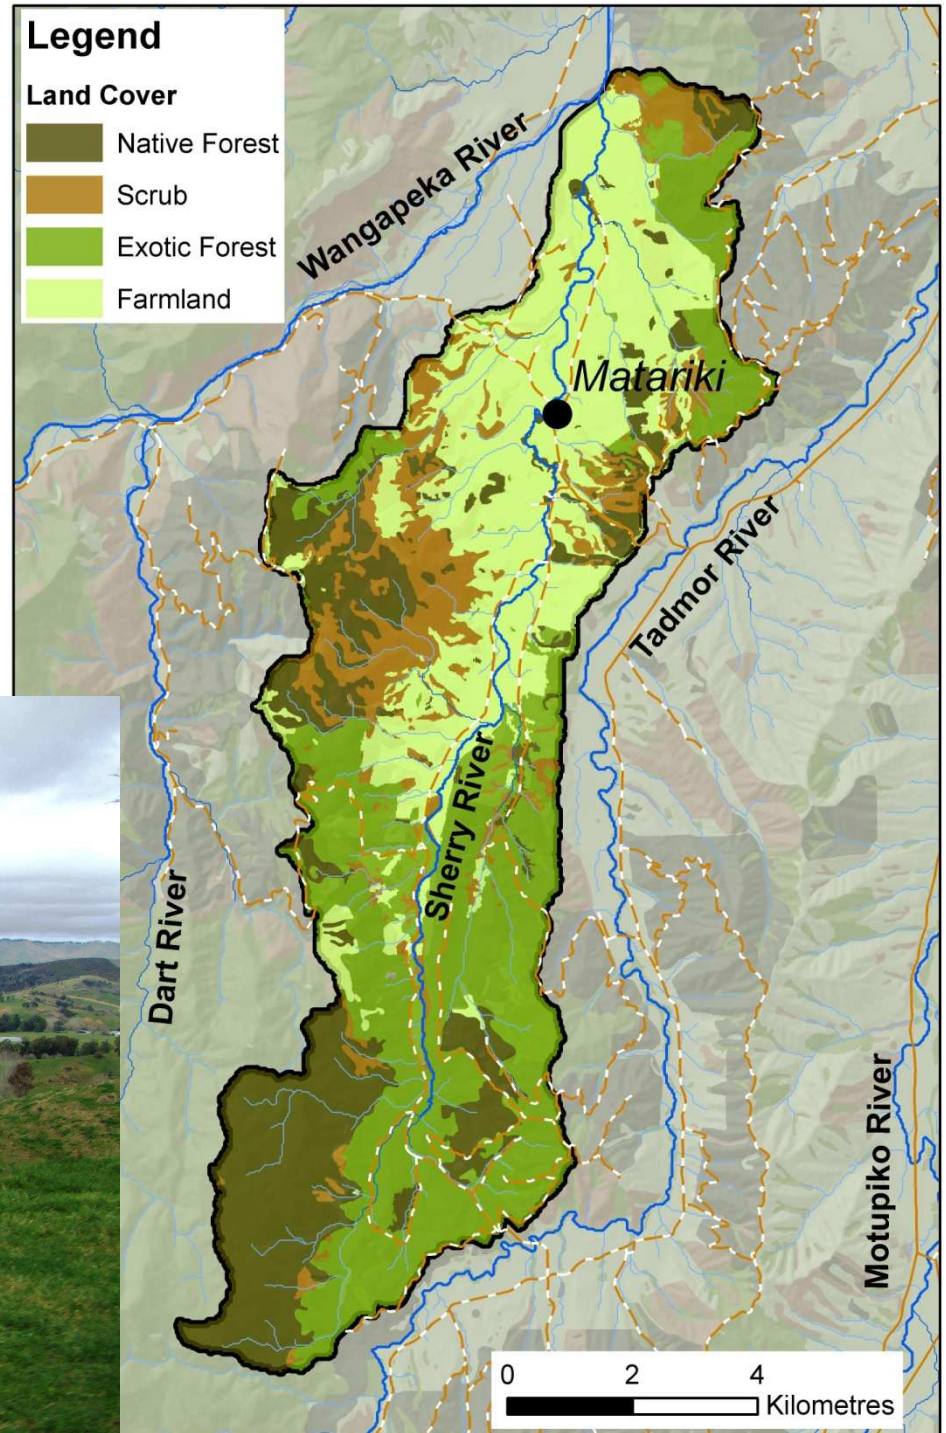 Legend
Land Cover
Native Forest
Scrub
Exotic Forest
Farmland
Wangapeka River
Matariki
Tadmor River
Sherry River
Dart River
Motupiko River
0 2 4
Kilometres